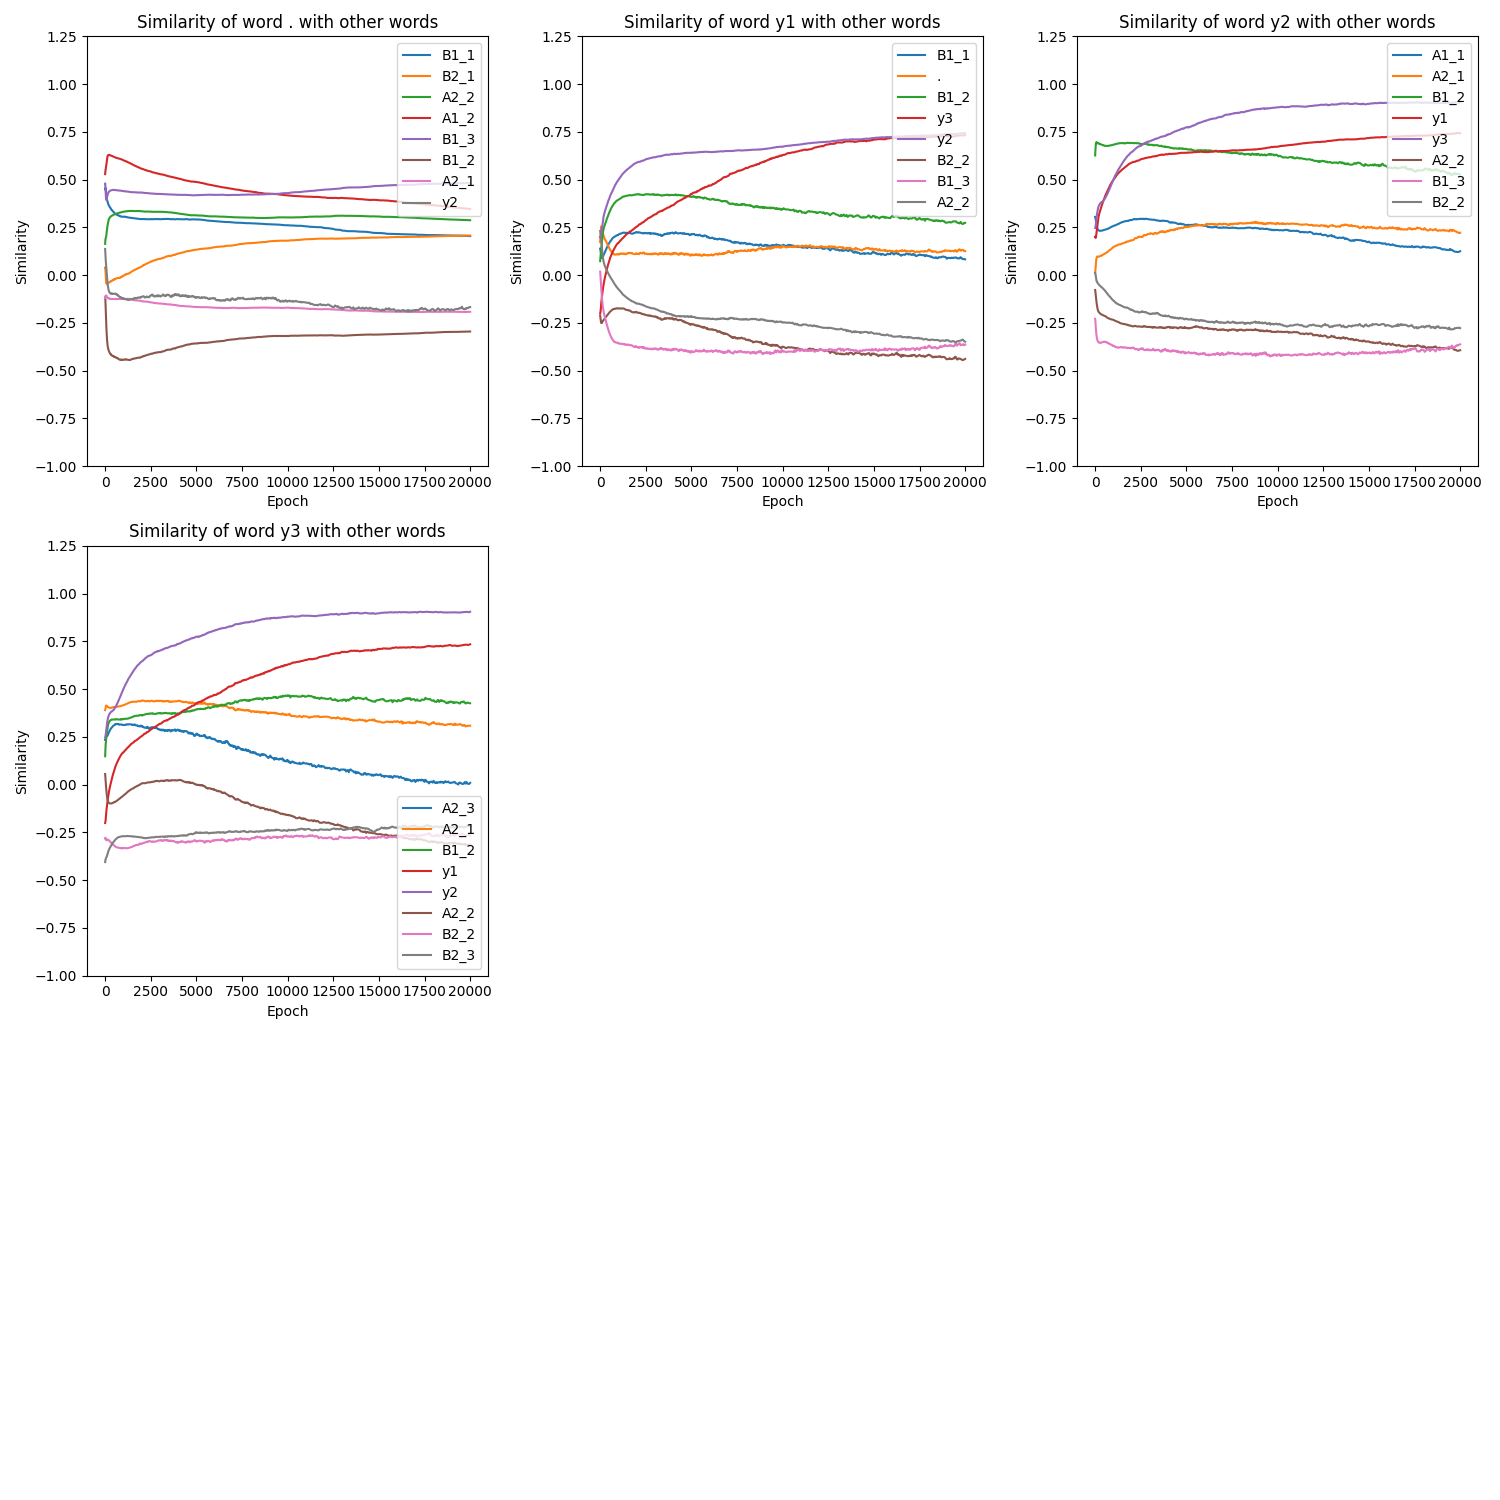 Similarity of word . with other words
1.25
1.00
0.75
0.50
0.25
0.00
−0.25
−0.50
−0.75
−1.00
Similarity
0 2500 5000 7500 10000 12500 15000 17500 20000
Epoch
B1_1
B2_1
A2_2
A1_2
B1_3
B1_2
A2_1
y2
Similarity of word y1 with other words
1.25
1.00
0.75
0.50
0.25
0.00
−0.25
−0.50
−0.75
−1.00
Similarity
0 2500 5000 7500 10000 12500 15000 17500 20000
Epoch
B1_1
.
B1_2
y3
y2
B2_2
B1_3
A2_2
Similarity of word y2 with other words
1.25
1.00
0.75
0.50
0.25
0.00
−0.25
−0.50
−0.75
−1.00
Similarity
0 2500 5000 7500 10000 12500 15000 17500 20000
Epoch
A1_1
A2_1
B1_2
y1
y3
A2_2
B1_3
B2_2
Similarity of word y3 with other words
1.25
1.00
0.75
0.50
0.25
0.00
−0.25
−0.50
−0.75
−1.00
Similarity
0 2500 5000 7500 10000 12500 15000 17500 20000
Epoch
A2_3
A2_1
B1_2
y1
y2
A2_2
B2_2
B2_3